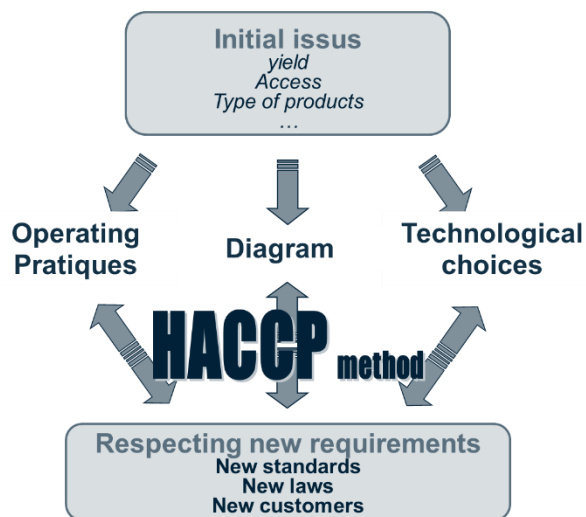 Initial issus
yield
Access
Type of products
...
Operating
Pratiques
Diagram
Technological
choices
HACCP method
Respecting new requirements
New standards
New laws
New customers